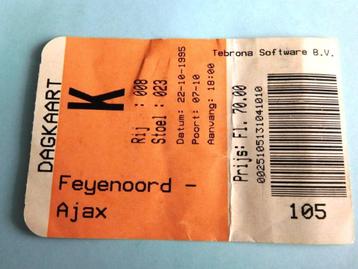 Tebrona Software B.V.
DAGKAART
K
Rij : 008
Stoel : 023
Datum: 22-10-1995
Poort: 07-10
Aanvang: 18:00
Prijs: Fl. 70.00
0025105131041010
Feyenoord -
Ajax
105